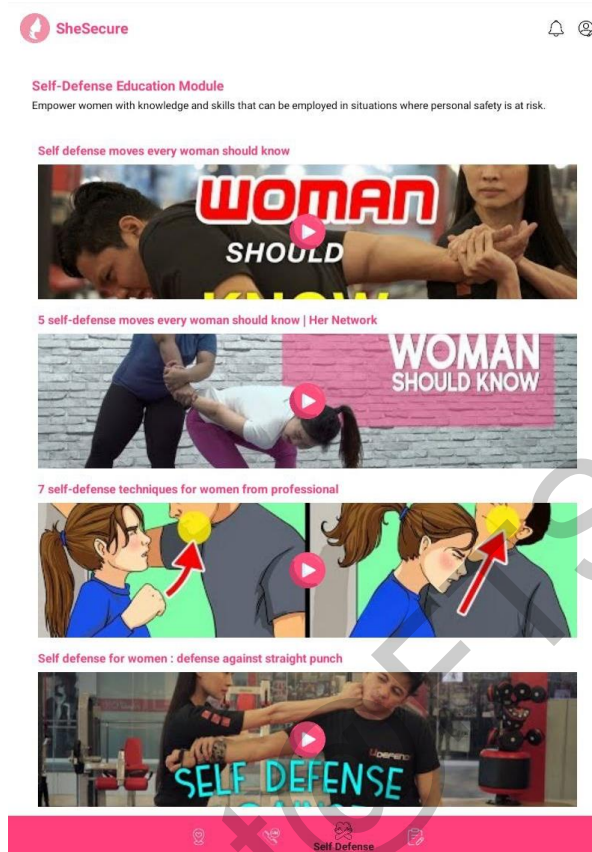 SheSecure
Self-Defense Education Module
Empower women with knowledge and skills that can be employed in situations where personal safety is at risk.
Self defense moves every woman should know
WOMAN
SHOULD
KNOW
5 self-defense moves every woman should know | Her Network
WOMAN
SHOULD KNOW
7 self-defense techniques for women from professional
Self defense for women : defense against straight punch
UDEFEND
SELF DEFENSE
Self Defense